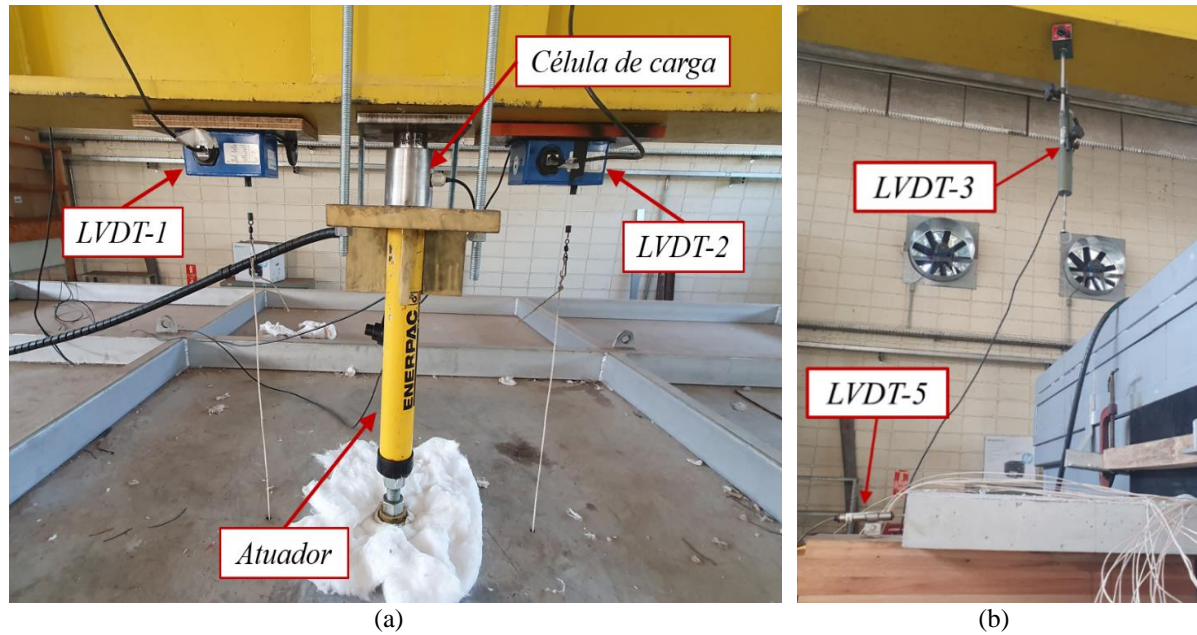 Célula de carga
LVDT-1
LVDT-2
ENERPAC
Atuador
LVDT-3
LVDT-5
(a)
(b)